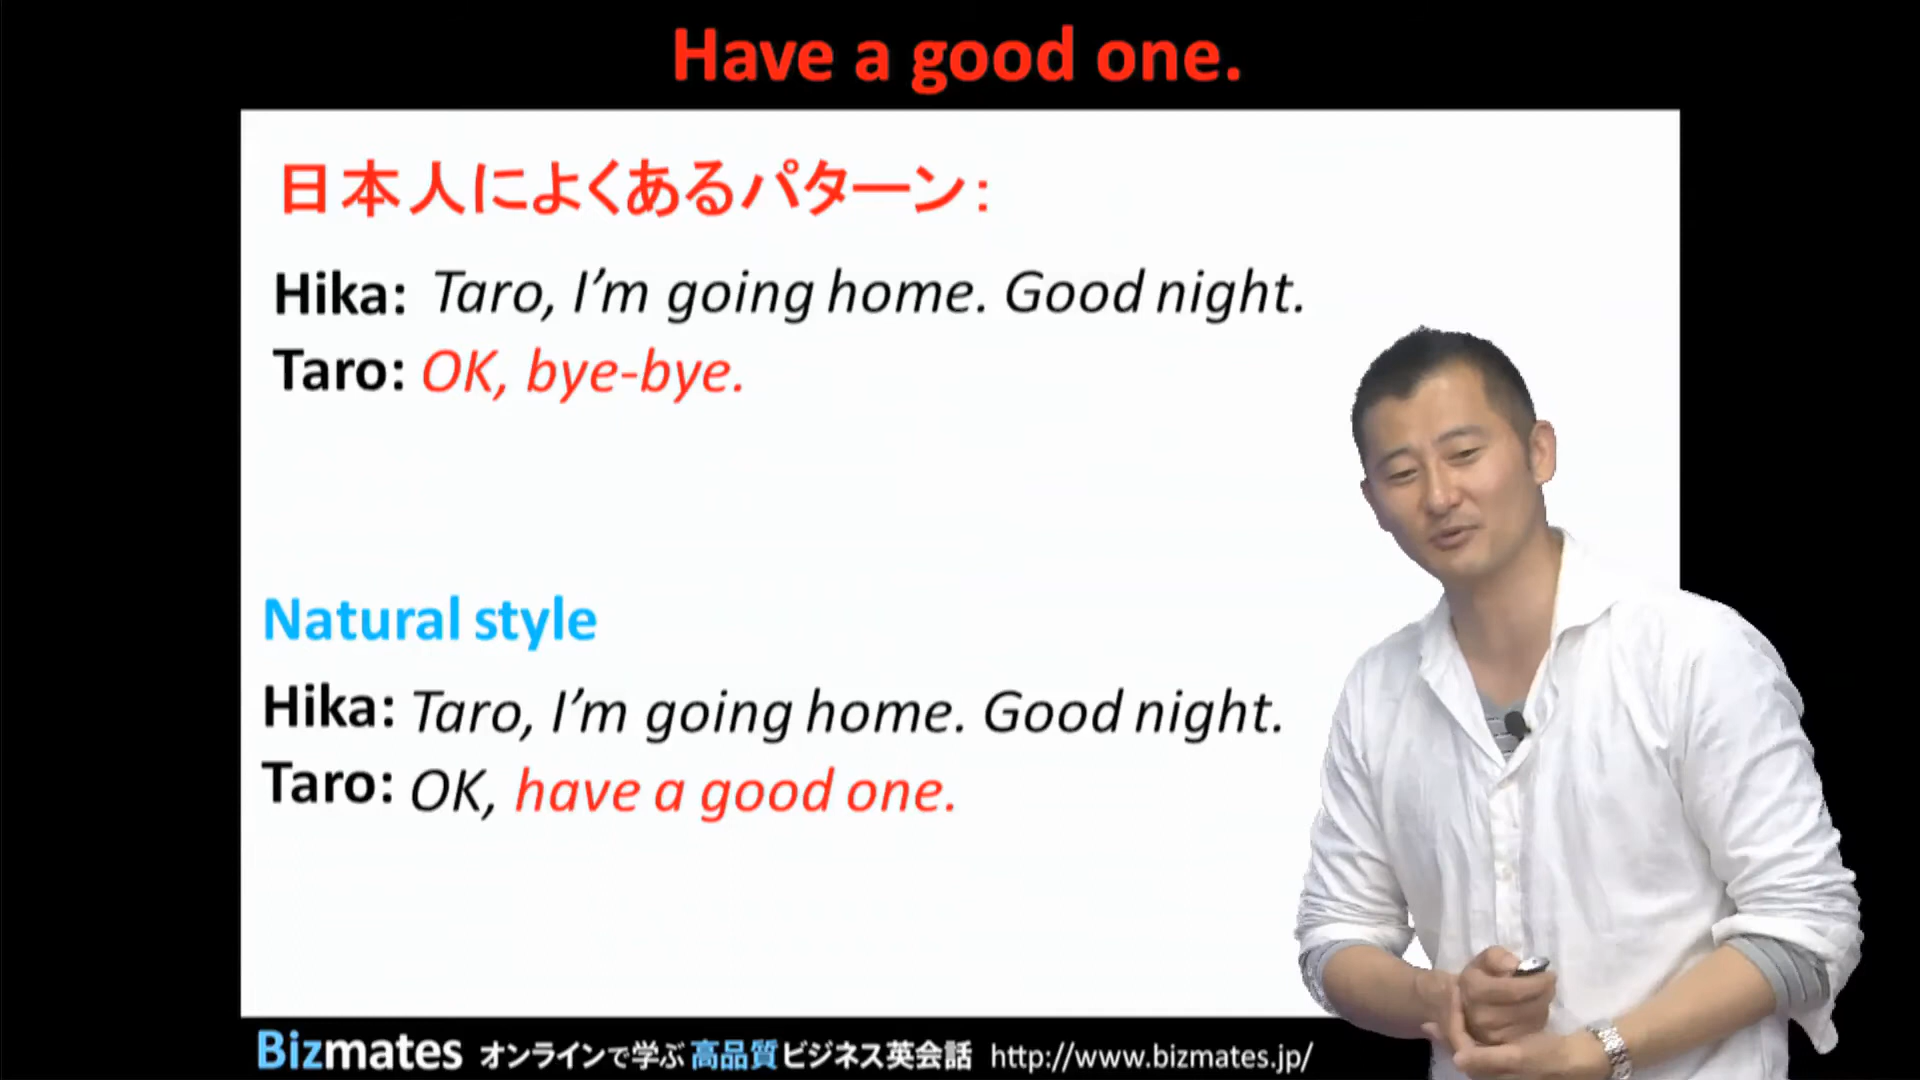 Have a good one.
日本人によくあるパターン：
Hika: Taro, I’m going home. Good night.
Taro: OK, bye-bye.
Natural style
Hika: Taro, I’m going home. Good night.
Taro: OK, have a good one.
Bizmates オンラインで学ぶ 高品質ビジネス英会話 http://www.bizmates.jp/